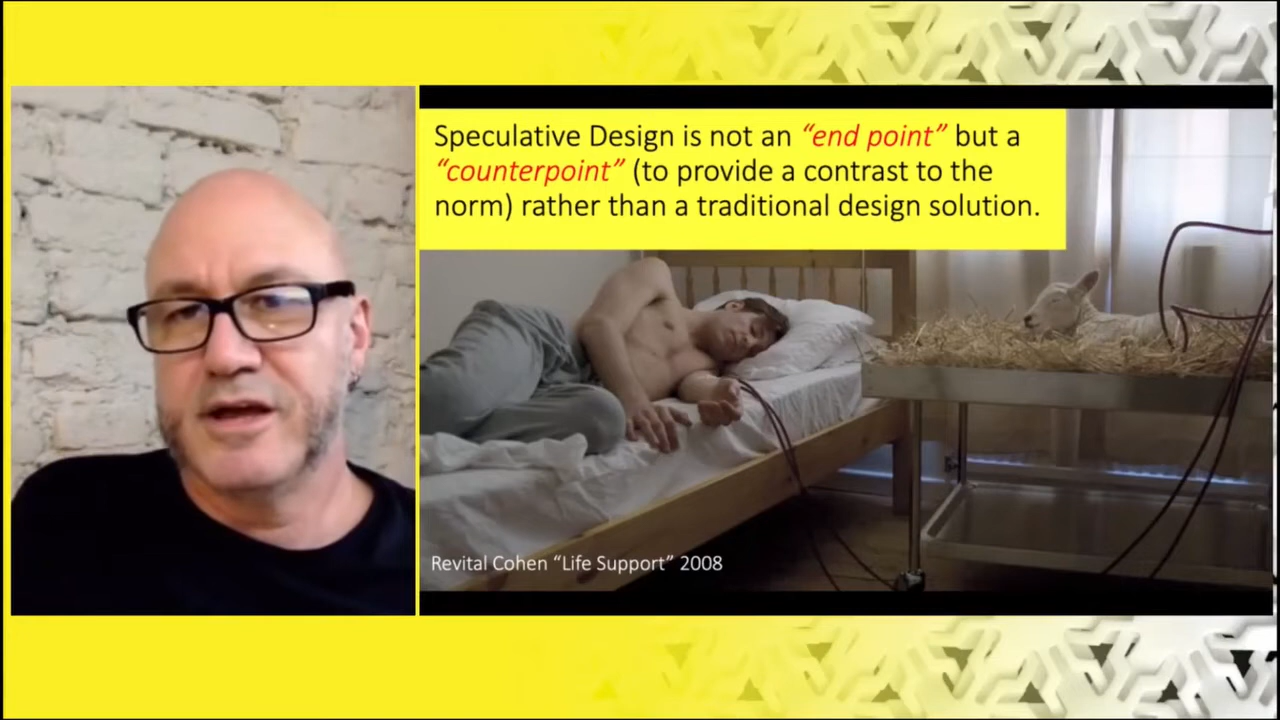 Speculative Design is not an “end point” but a
“counterpoint” (to provide a contrast to the
norm) rather than a traditional design solution.
Revital Cohen “Life Support” 2008